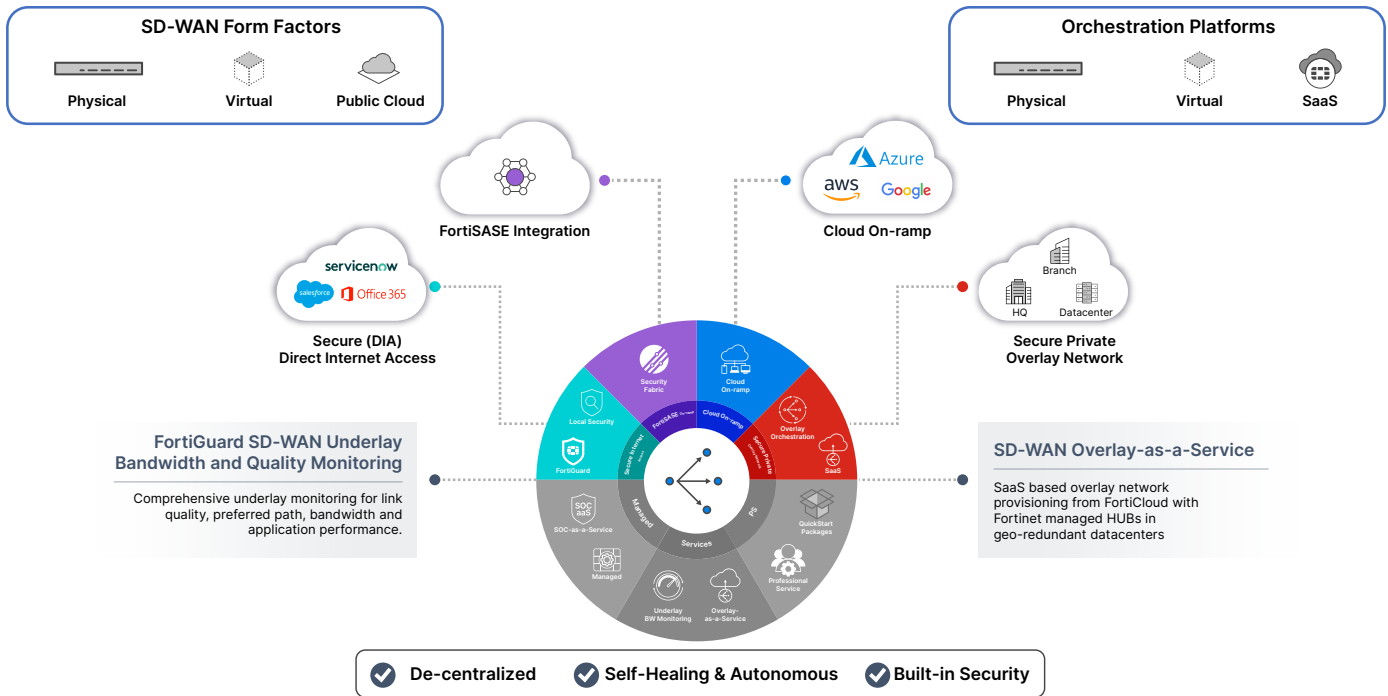 SD-WAN Form Factors
Physical
Virtual
Public Cloud
Orchestration Platforms
Physical
Virtual
SaaS
FortiSASE Integration
Azure
aws
Google
Cloud On-ramp
servicenow
salesforce
Office 365
Secure (DIA)
Direct Internet Access
Branch
HQ
Datacenter
Secure Private
Overlay Network
Security
Fabric
Cloud
On-ramp
Local Security
FortiGuard
Overlay
Orchestration
SaaS
FortiSASE
Cloud On-ramp
Secure Internet
Secure Private
Managed
Services
PS
SOC
aaS
SOC-as-a-Service
Managed
Underlay
BW Monitoring
Overlay-
as-a-Service
QuickStart
Packages
Professional
Service
FortiGuard SD-WAN Underlay
Bandwidth and Quality Monitoring
Comprehensive underlay monitoring for link
quality, preferred path, bandwidth and
application performance.
SD-WAN Overlay-as-a-Service
SaaS based overlay network
provisioning from FortiCloud with
Fortinet managed HUBs in
geo-redundant datacenters
De-centralized
Self-Healing & Autonomous
Built-in Security